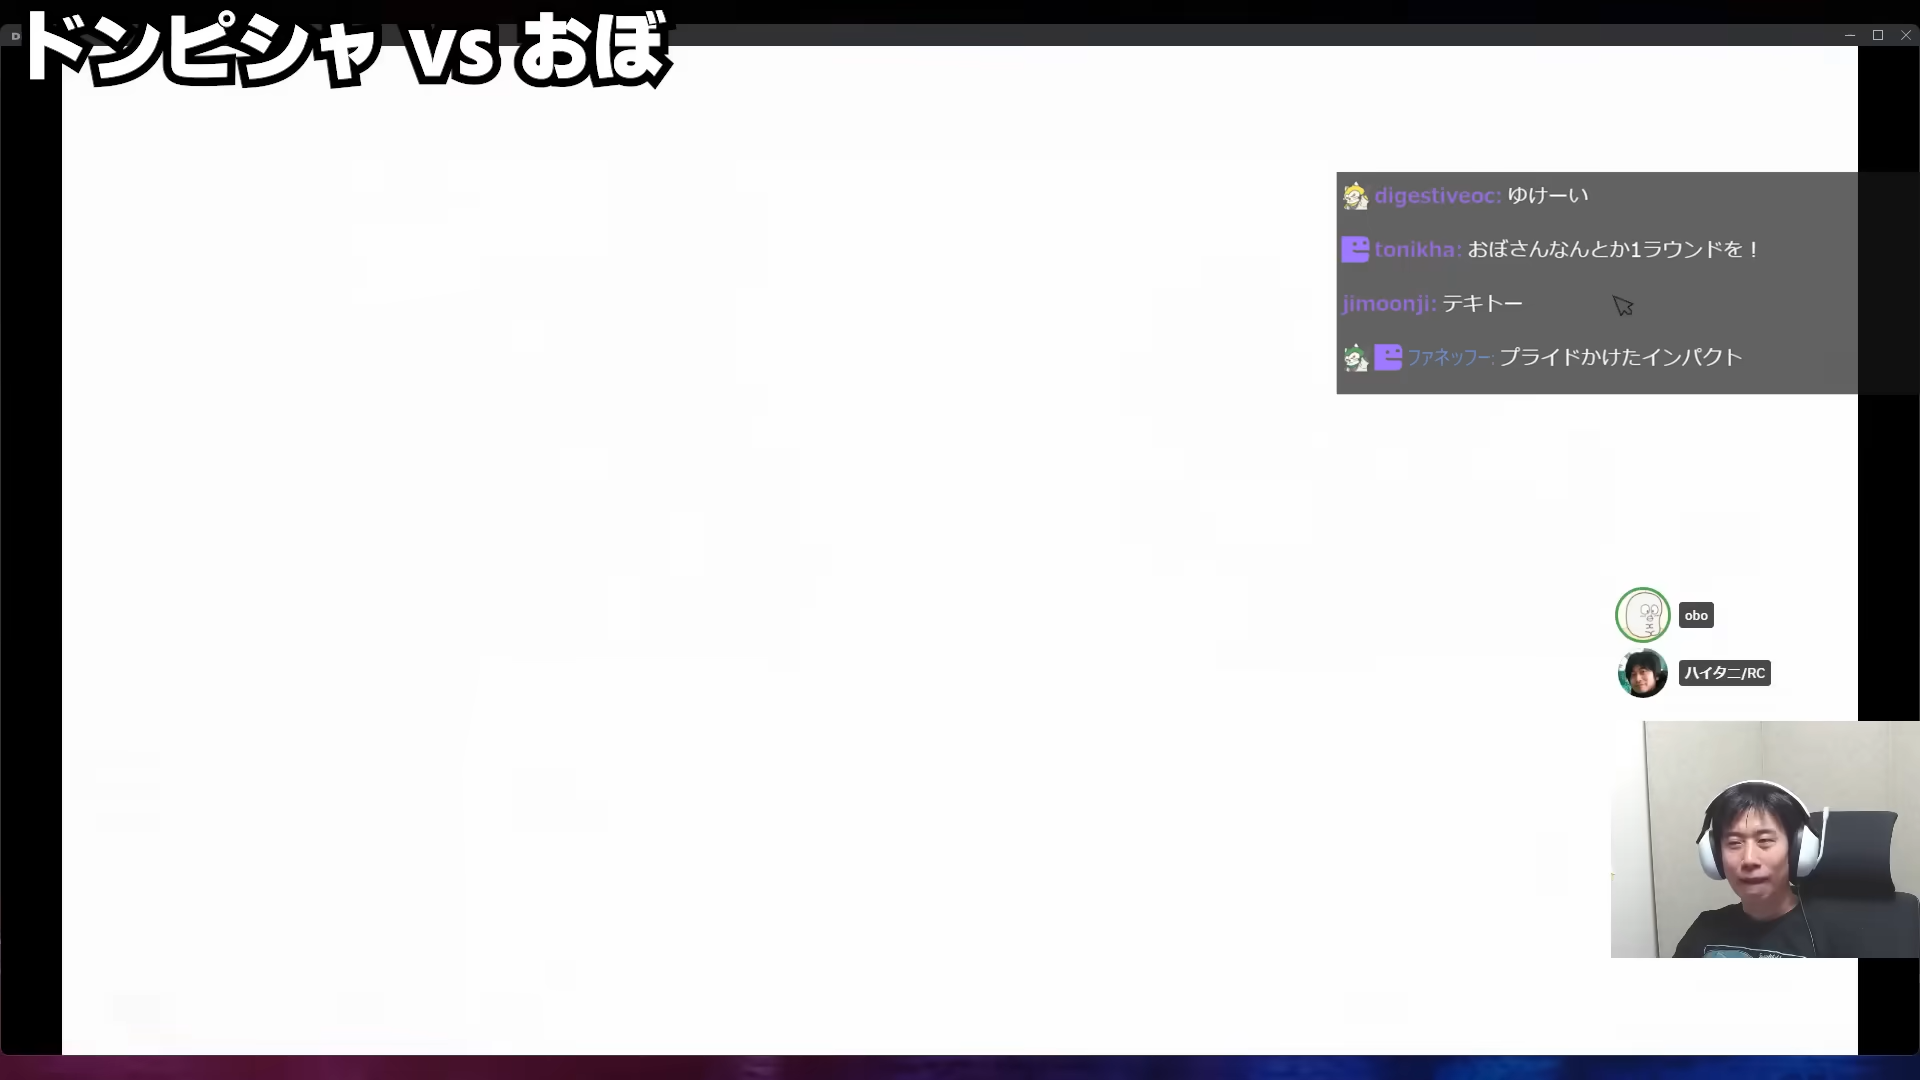 ドンピシャ vs おぼ
digestiveoc: ゆけーい
tonikha: おぼさんなんとか1ラウンドを！
jimoonji: テキトー
ファネッフー: プライドかけたインパクト
obo
ハイタニ/RC